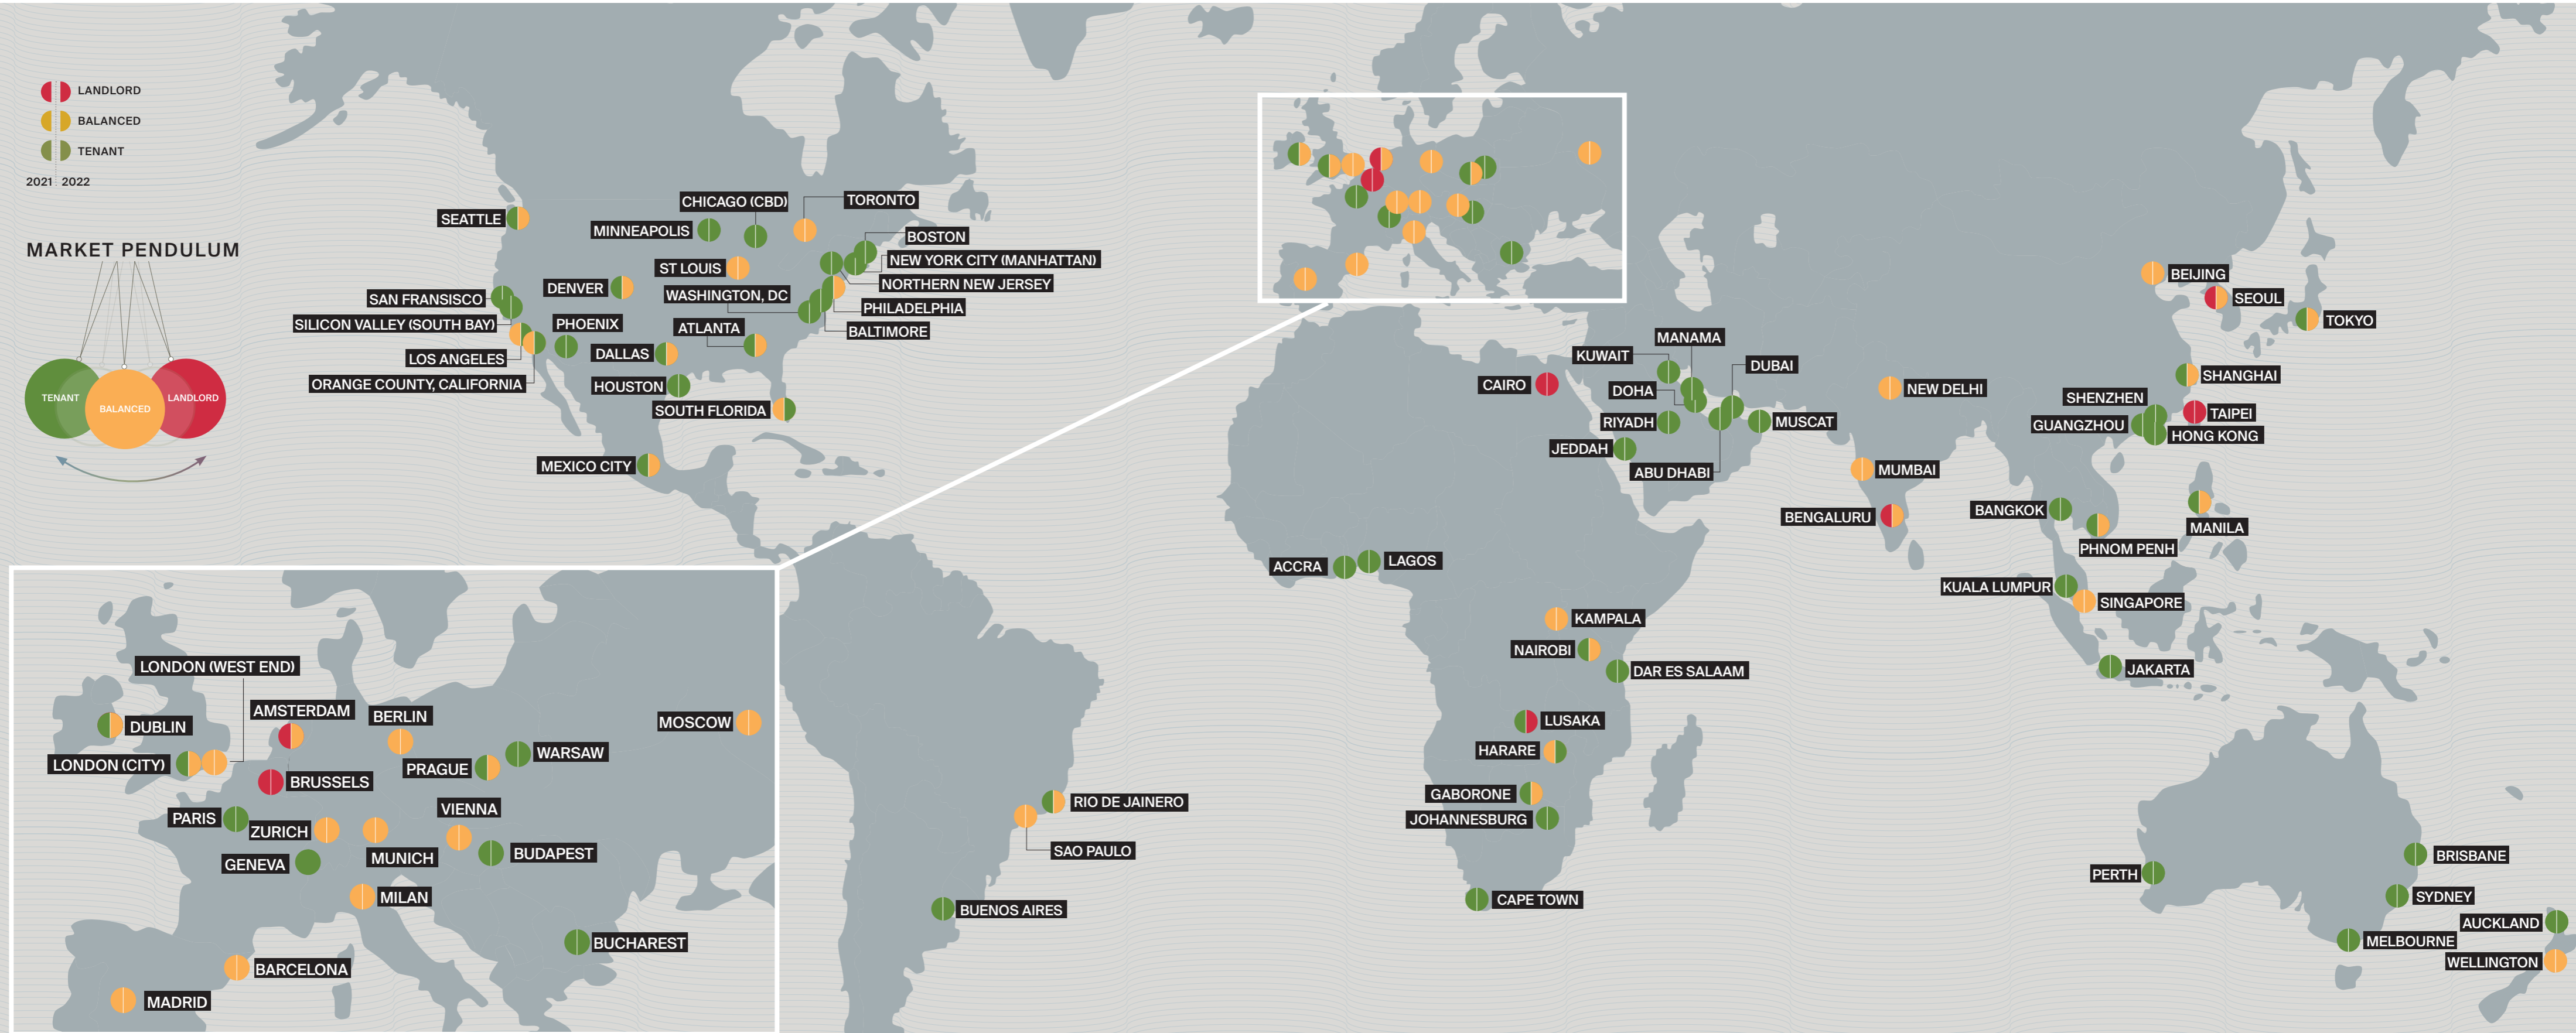 LANDLORD
BALANCED
TENANT
2021 2022
MARKET PENDULUM
TENANT
BALANCED
LANDLORD
SEATTLE
MINNEAPOLIS
CHICAGO (CBD)
TORONTO
BOSTON
NEW YORK CITY (MANHATTAN)
NORTHERN NEW JERSEY
PHILADELPHIA
BALTIMORE
ST LOUIS
WASHINGTON, DC
DENVER
SAN FRANSISCO
SILICON VALLEY (SOUTH BAY)
LOS ANGELES
ORANGE COUNTY, CALIFORNIA
PHOENIX
ATLANTA
DALLAS
HOUSTON
SOUTH FLORIDA
MEXICO CITY
RIO DE JAINERO
SAO PAULO
BUENOS AIRES
LONDON (WEST END)
DUBLIN
AMSTERDAM
BERLIN
MOSCOW
LONDON (CITY)
BRUSSELS
PRAGUE
WARSAW
PARIS
ZURICH
VIENNA
GENEVA
MUNICH
BUDAPEST
MILAN
BUCHAREST
BARCELONA
MADRID
CAIRO
KUWAIT
MANAMA
DUBAI
DOHA
RIYADH
MUSCAT
JEDDAH
ABU DHABI
ACCRA
LAGOS
KAMPALA
NAIROBI
DAR ES SALAAM
LUSAKA
HARARE
GABORONE
JOHANNESBURG
CAPE TOWN
NEW DELHI
MUMBAI
BENGALURU
BEIJING
SEOUL
TOKYO
SHANGHAI
SHENZHEN
TAIPEI
GUANGZHOU
HONG KONG
BANGKOK
MANILA
PHNOM PENH
KUALA LUMPUR
SINGAPORE
JAKARTA
BRISBANE
PERTH
SYDNEY
AUCKLAND
MELBOURNE
WELLINGTON